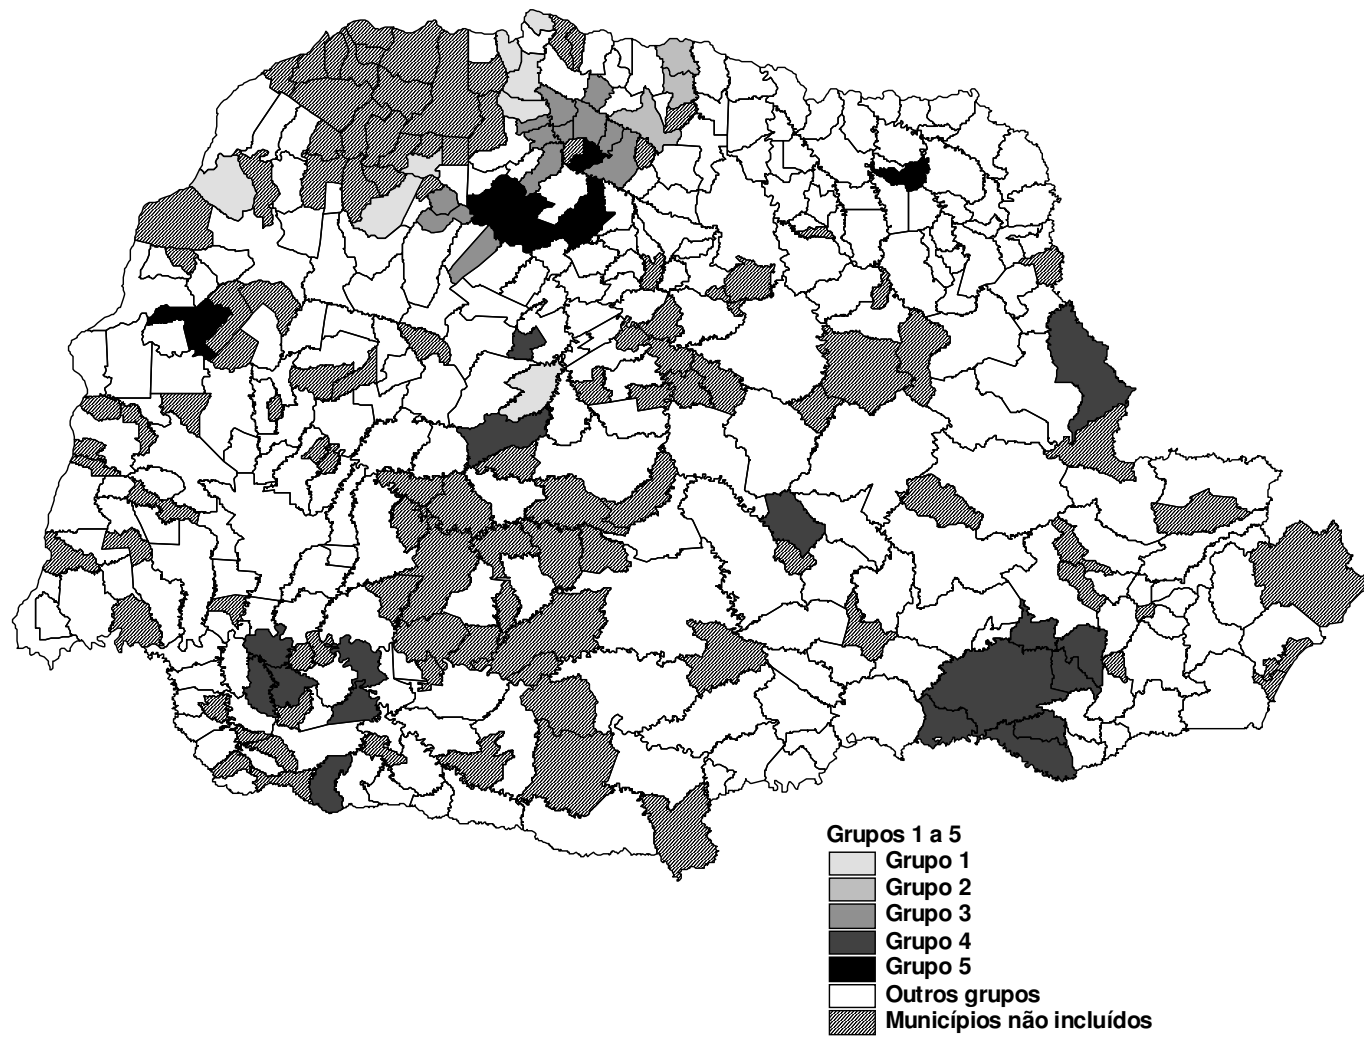 Grupos 1 a 5
Grupo 1
Grupo 2
Grupo 3
Grupo 4
Grupo 5
Outros grupos
Municípios não incluídos